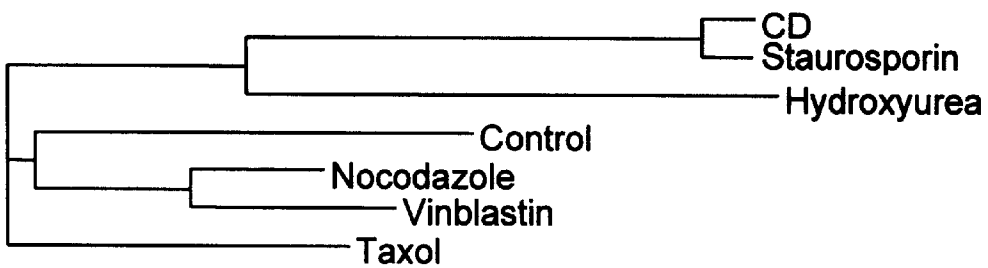 CD
Staurosporin
Hydroxyurea
Control
Nocodazole
Vinblastin
Taxol